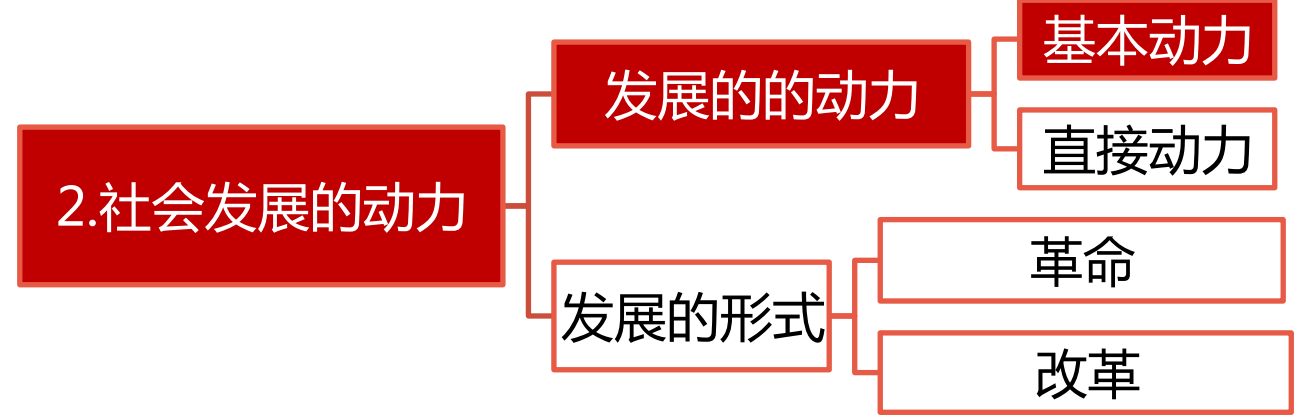 2.社会发展的动力
发展的的动力
基本动力
直接动力
发展的形式
革命
改革